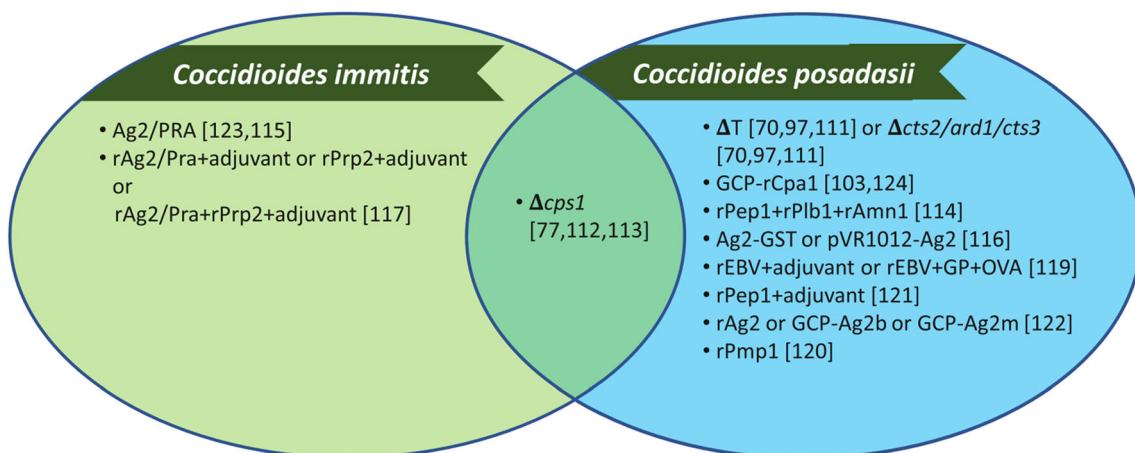 Coccidioides immitis
• Ag2/PRA [123,115]
• rAg2/Pra+adjuvant or rPrp2+adjuvant
or
rAg2/Pra+rPrp2+adjuvant [117]
• Δcps1
[77,112,113]
Coccidioides posadasii
• ΔT [70,97,111] or Δcts2/ard1/cts3
[70,97,111]
• GCP-rCpa1 [103,124]
• rPep1+rPlb1+rAmn1 [114]
• Ag2-GST or pVR1012-Ag2 [116]
• rEBV+adjuvant or rEBV+GP+OVA [119]
• rPep1+adjuvant [121]
• rAg2 or GCP-Ag2b or GCP-Ag2m [122]
• rPmp1 [120]